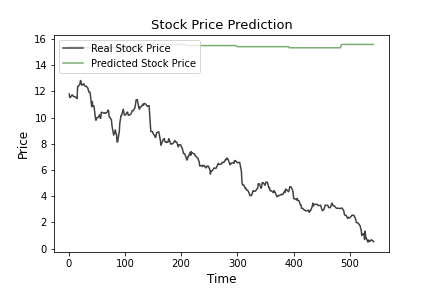 Stock Price Prediction
Real Stock Price
Predicted Stock Price
Price
16
14
12
10
8
6
4
2
0
0 100 200 300 400 500
Time